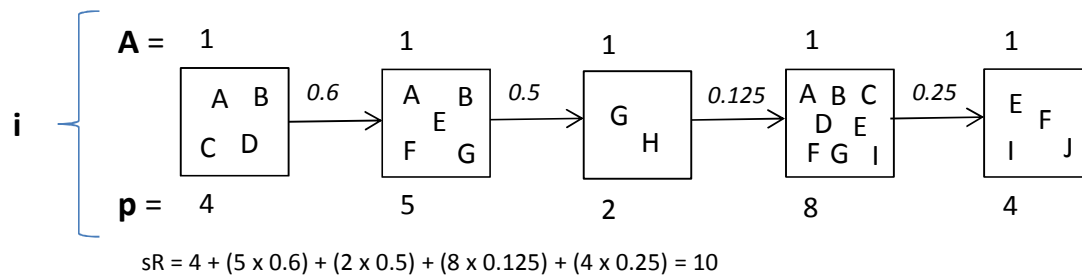 A = 1 1 1 1 1
A B
C D
0.6
A B
E
F G
0.5
G
H
0.125
A B C
D E
F G I
0.25
E
F
I J
i
p = 4 5 2 8 4
sR = 4 + (5 x 0.6) + (2 x 0.5) + (8 x 0.125) + (4 x 0.25) = 10